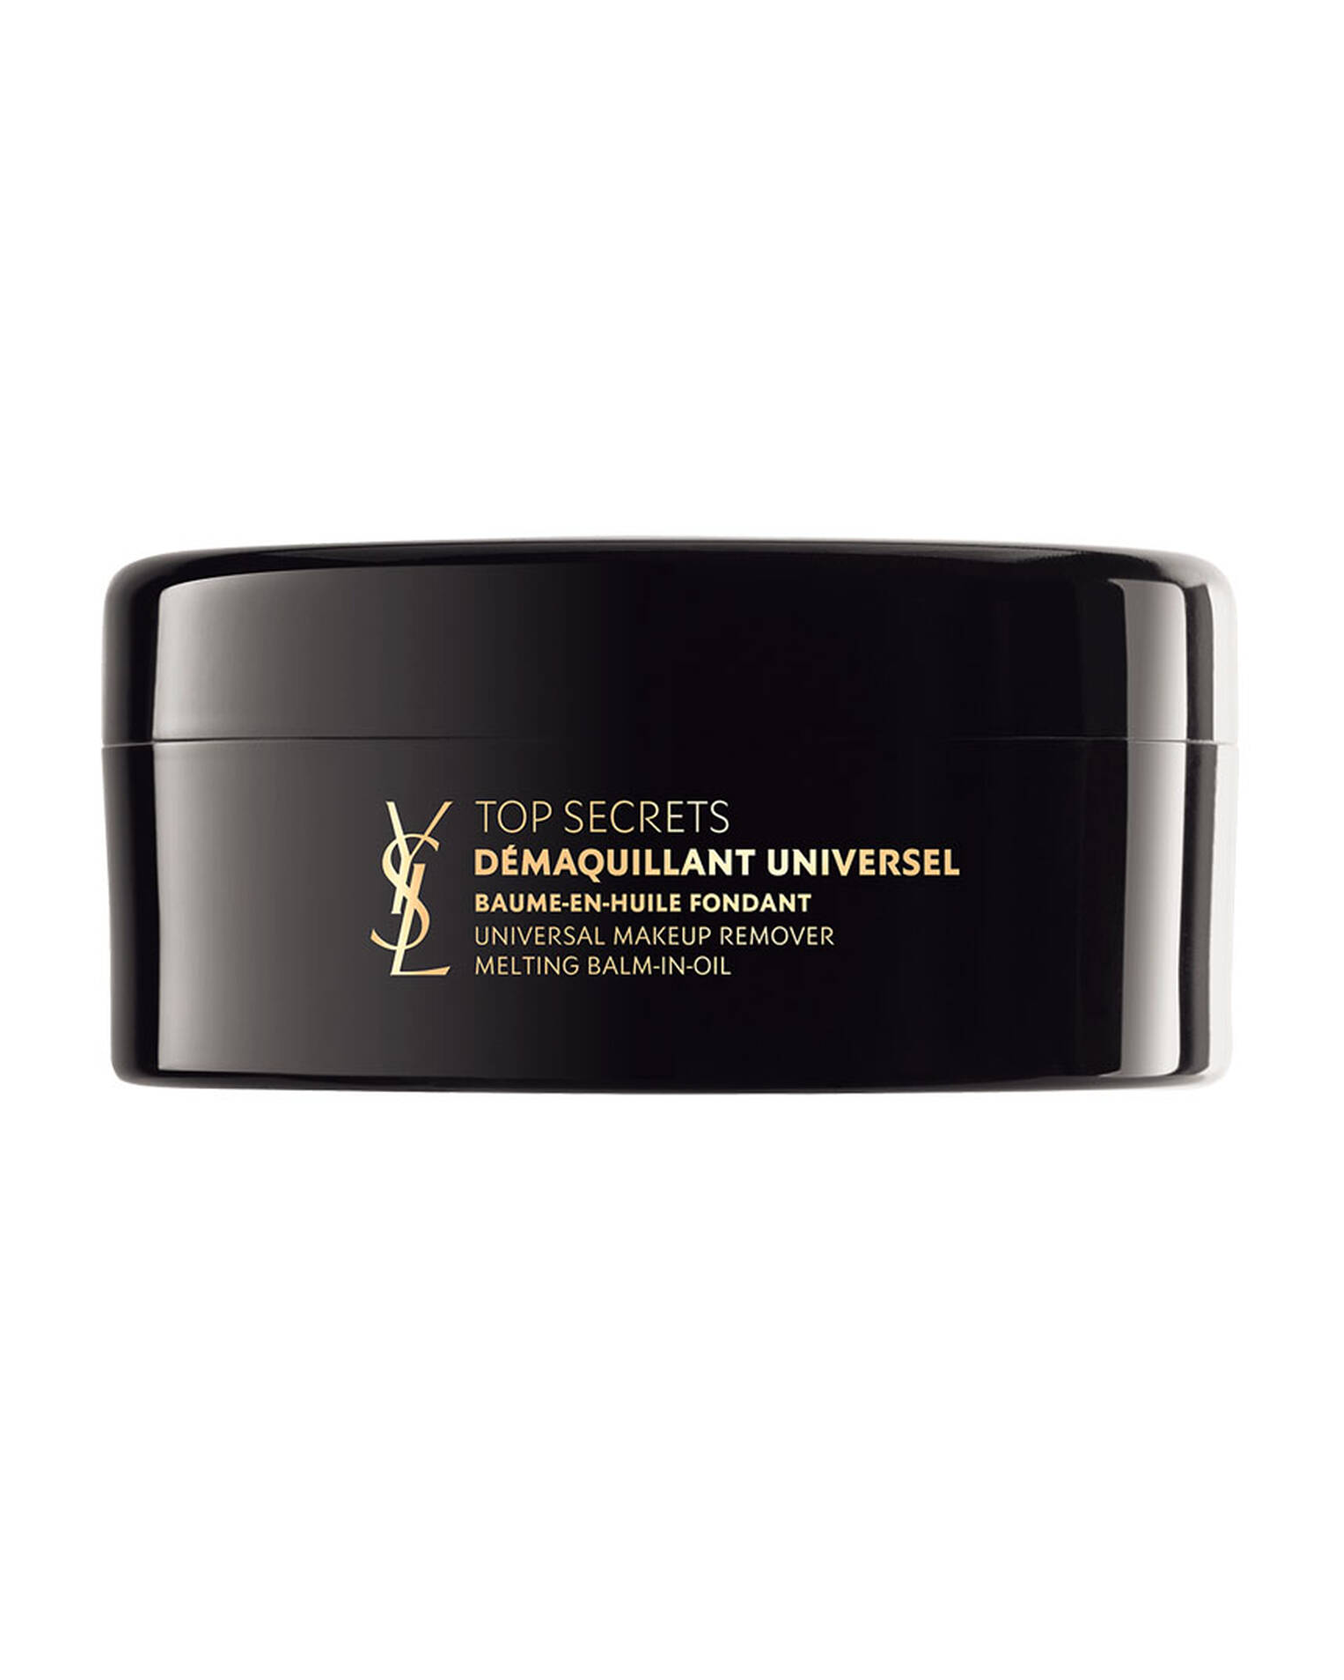 YSL
TOP SECRETS
DÉMAQUILLANT UNIVERSEL
BAUME-EN-HUILE FONDANT
UNIVERSAL MAKEUP REMOVER
MELTING BALM-IN-OIL